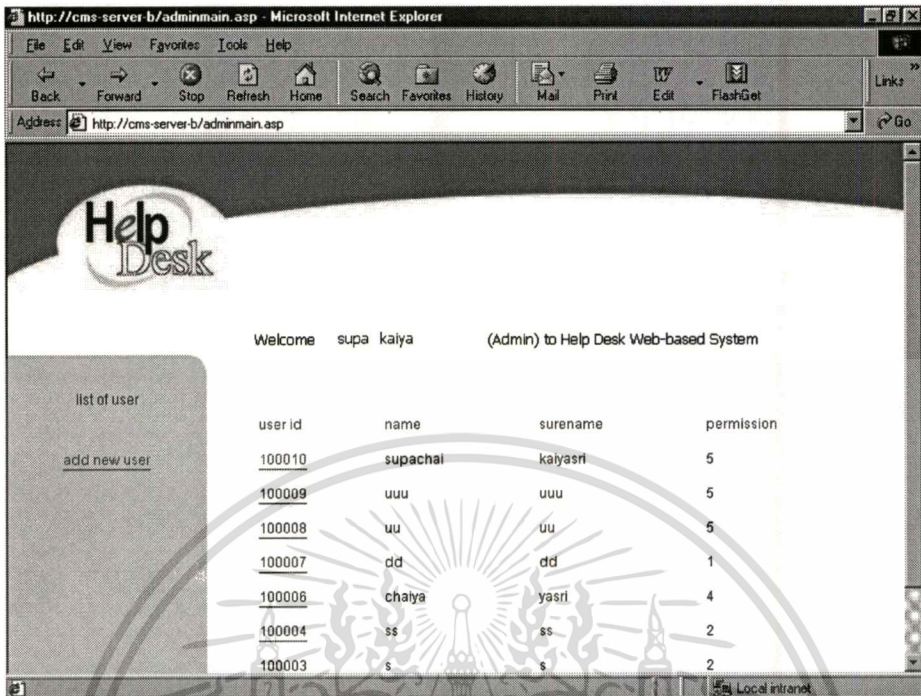 http://cms-server-b/adminmain.asp - Microsoft Internet Explorer
File Edit View Favorites Tools Help
Back Forward Stop Refresh Home Search Favorites History Mail Print Edit FlashGet Links »
Address http://cms-server-b/adminmain.asp Go
Help
Desk
Welcome supa kaiya (Admin) to Help Desk Web-based System
list of user
add new user
user id name surename permission
100010 supachai kaiyasri 5
100009 uuu uuu 5
100008 uu uu 5
100007 dd dd 1
100006 chaiya yasri 4
100004 ss ss 2
100003 s s 2
Local intranet